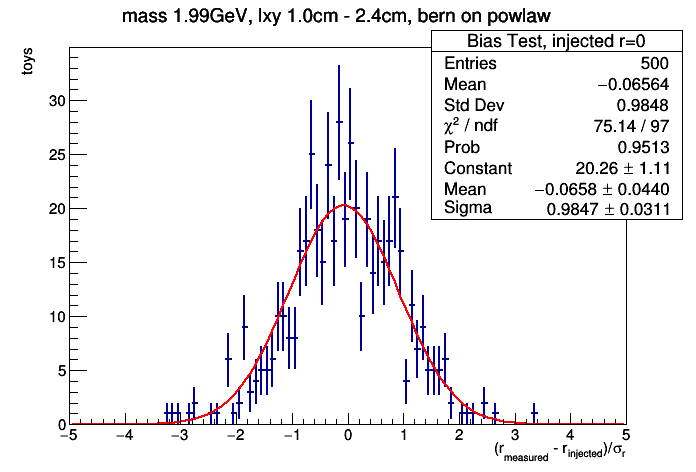 mass 1.99GeV, lxy 1.0cm - 2.4cm, bern on powlaw
Bias Test, injected r=0
Entries 500
Mean −0.06564
Std Dev 0.9848
χ² / ndf 75.14 / 97
Prob 0.9513
Constant 20.26 ± 1.11
Mean −0.0658 ± 0.0440
Sigma 0.9847 ± 0.0311
toys
30
25
20
15
10
5
0
−5 −4 −3 −2 −1 0 1 2 3 4 5
(r_measured - r_injected)/σ_r